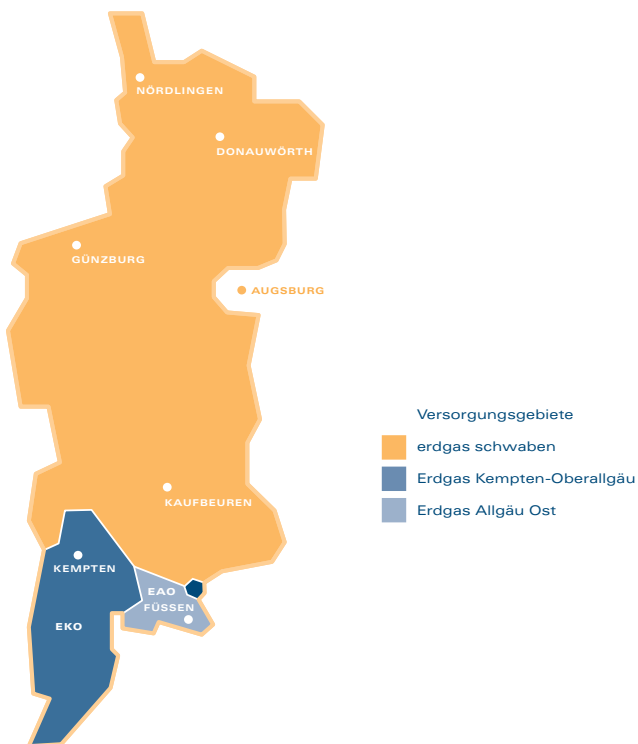 NÖRDLINGEN
DONAUWÖRTH
GÜNZBURG
AUGSBURG
Versorgungsgebiete
erdgas schwaben
Erdgas Kempten-Oberallgäu
Erdgas Allgäu Ost
KAUFBEUREN
KEMPTEN
EAO
FÜSSEN
EKO